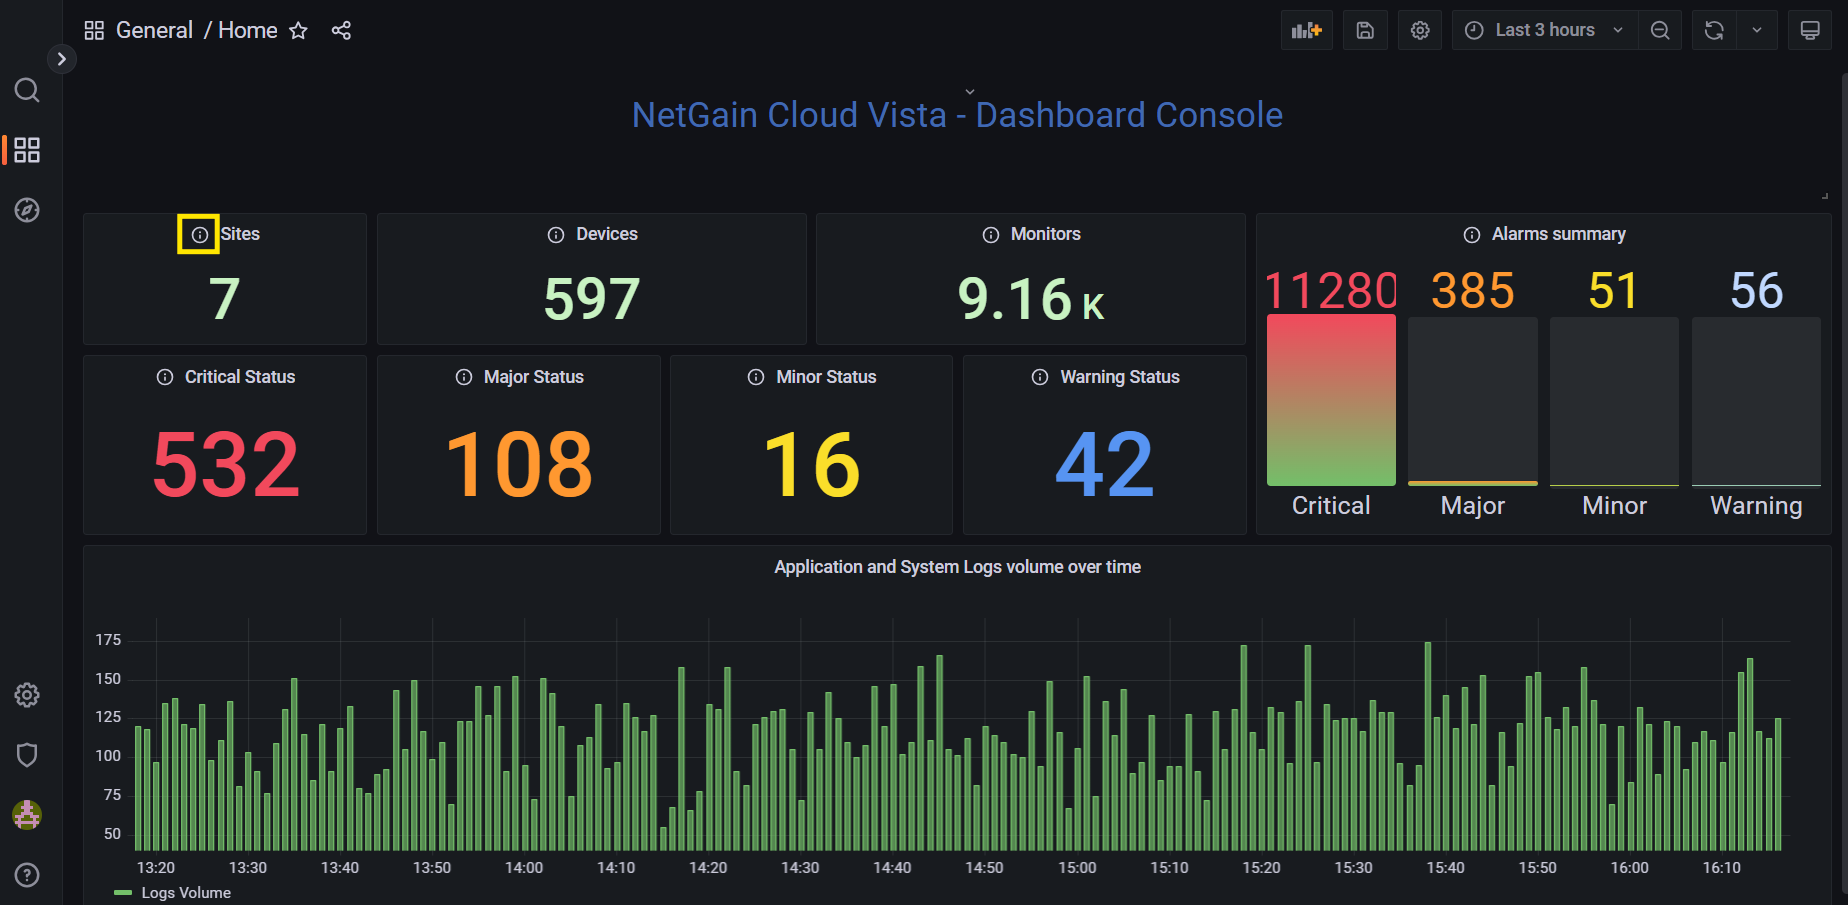 General / Home
Last 3 hours
NetGain Cloud Vista - Dashboard Console
Sites
7
Devices
597
Monitors
9.16 K
Alarms summary
11280
385
51
56
Critical
Major
Minor
Warning
Critical Status
532
Major Status
108
Minor Status
16
Warning Status
42
Application and System Logs volume over time
175
150
125
100
75
50
13:20 13:30 13:40 13:50 14:00 14:10 14:20 14:30 14:40 14:50 15:00 15:10 15:20 15:30 15:40 15:50 16:00 16:10
Logs Volume